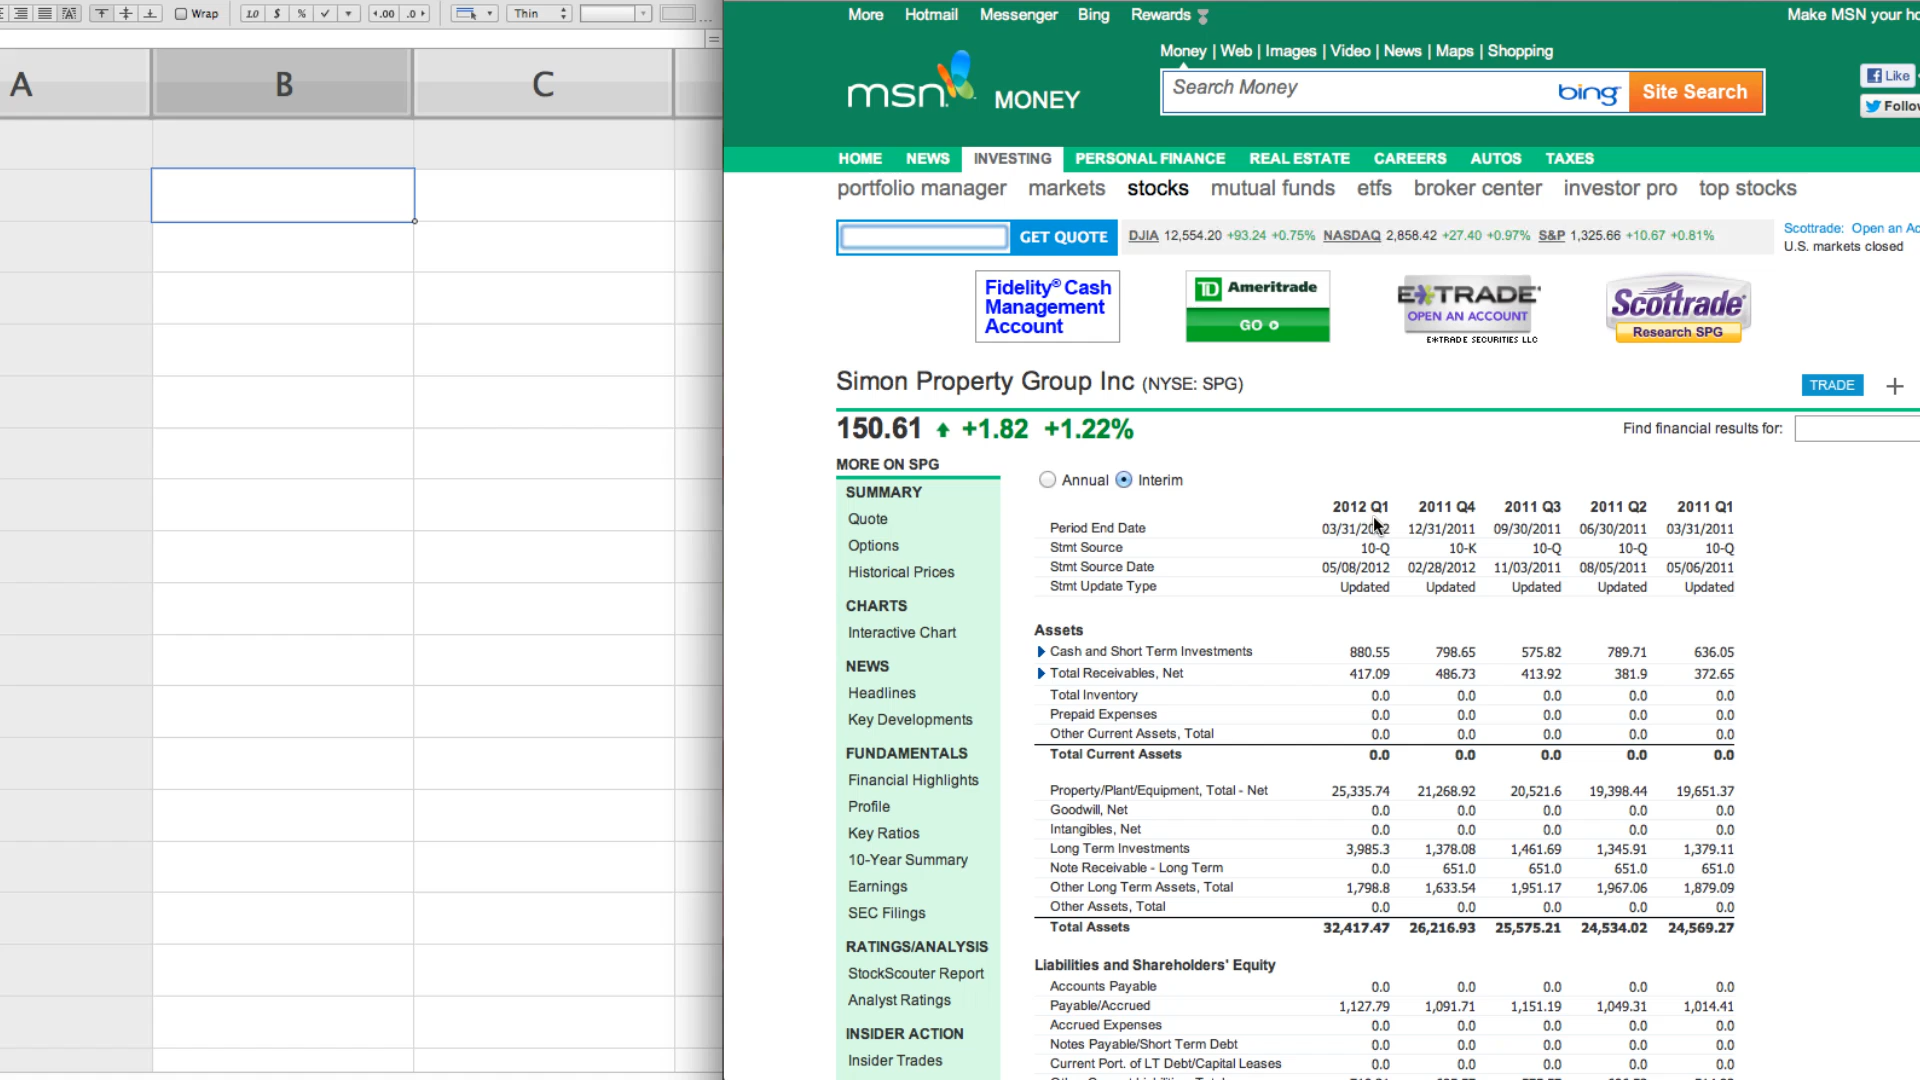 Wrap 1.0 $ % .00 .0 Thin
A B C
More Hotmail Messenger Bing Rewards
Make MSN your
Money | Web | Images | Video | News | Maps | Shopping
msn MONEY
Search Money bing Site Search
Like
HOME NEWS INVESTING PERSONAL FINANCE REAL ESTATE CAREERS AUTOS TAXES
portfolio manager markets stocks mutual funds etfs broker center investor pro top stocks
GET QUOTE DJIA 12,554.20 +93.24 +0.75% NASDAQ 2,858.42 +27.40 +0.97% S&P 1,325.66 +10.67 +0.81%
Scottrade: Open an
U.S. markets closed
Fidelity® Cash
Management
Account
TD Ameritrade
GO
E*TRADE
OPEN AN ACCOUNT
E*TRADE SECURITIES LLC
Scottrade
Research SPG
Simon Property Group Inc (NYSE: SPG)
TRADE +
150.61 +1.82 +1.22%
Find financial results for:
MORE ON SPG
SUMMARY
Quote
Options
Historical Prices
CHARTS
Interactive Chart
NEWS
Headlines
Key Developments
FUNDAMENTALS
Financial Highlights
Profile
Key Ratios
10-Year Summary
Earnings
SEC Filings
RATINGS/ANALYSIS
StockScouter Report
Analyst Ratings
INSIDER ACTION
Insider Trades
Annual Interim
2012 Q1 2011 Q4 2011 Q3 2011 Q2 2011 Q1
Period End Date 03/31/2012 12/31/2011 09/30/2011 06/30/2011 03/31/2011
Stmt Source 10-Q 10-K 10-Q 10-Q 10-Q
Stmt Source Date 05/08/2012 02/28/2012 11/03/2011 08/05/2011 05/06/2011
Stmt Update Type Updated Updated Updated Updated Updated
Assets
Cash and Short Term Investments 880.55 798.65 575.82 789.71 636.05
Total Receivables, Net 417.09 486.73 413.92 381.9 372.65
Total Inventory 0.0 0.0 0.0 0.0 0.0
Prepaid Expenses 0.0 0.0 0.0 0.0 0.0
Other Current Assets, Total 0.0 0.0 0.0 0.0 0.0
Total Current Assets 0.0 0.0 0.0 0.0 0.0
Property/Plant/Equipment, Total - Net 25,335.74 21,268.92 20,521.6 19,398.44 19,651.37
Goodwill, Net 0.0 0.0 0.0 0.0 0.0
Intangibles, Net 0.0 0.0 0.0 0.0 0.0
Long Term Investments 3,985.3 1,378.08 1,461.69 1,345.91 1,379.11
Note Receivable - Long Term 0.0 651.0 651.0 651.0 651.0
Other Long Term Assets, Total 1,798.8 1,633.54 1,951.17 1,967.06 1,879.09
Other Assets, Total 0.0 0.0 0.0 0.0 0.0
Total Assets 32,417.47 26,216.93 25,575.21 24,534.02 24,569.27
Liabilities and Shareholders' Equity
Accounts Payable 0.0 0.0 0.0 0.0 0.0
Payable/Accrued 1,127.79 1,091.71 1,151.19 1,049.31 1,014.41
Accrued Expenses 0.0 0.0 0.0 0.0 0.0
Notes Payable/Short Term Debt 0.0 0.0 0.0 0.0 0.0
Current Port. of LT Debt/Capital Leases 0.0 0.0 0.0 0.0 0.0